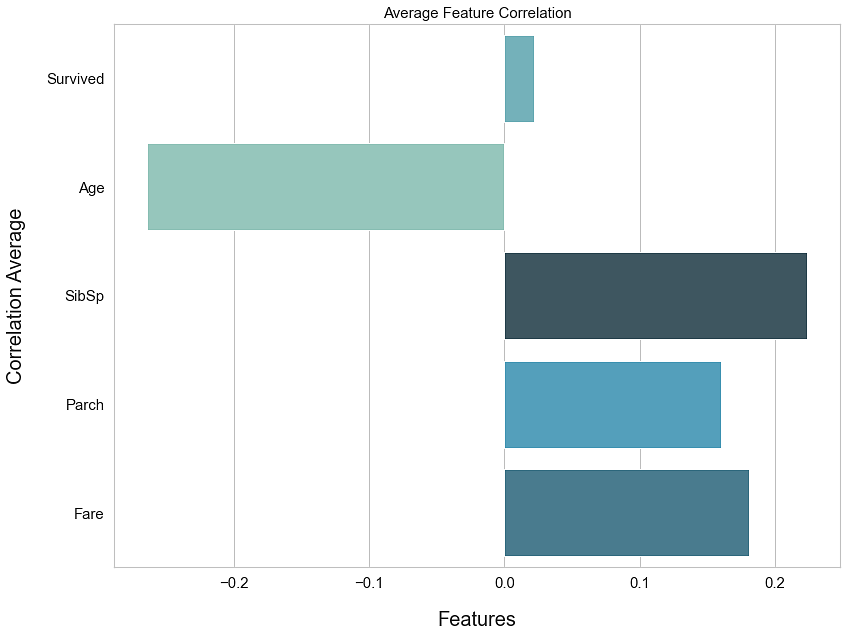 Average Feature Correlation
Survived
Age
SibSp
Parch
Fare
Correlation Average
−0.2
−0.1
0.0
0.1
0.2
Features